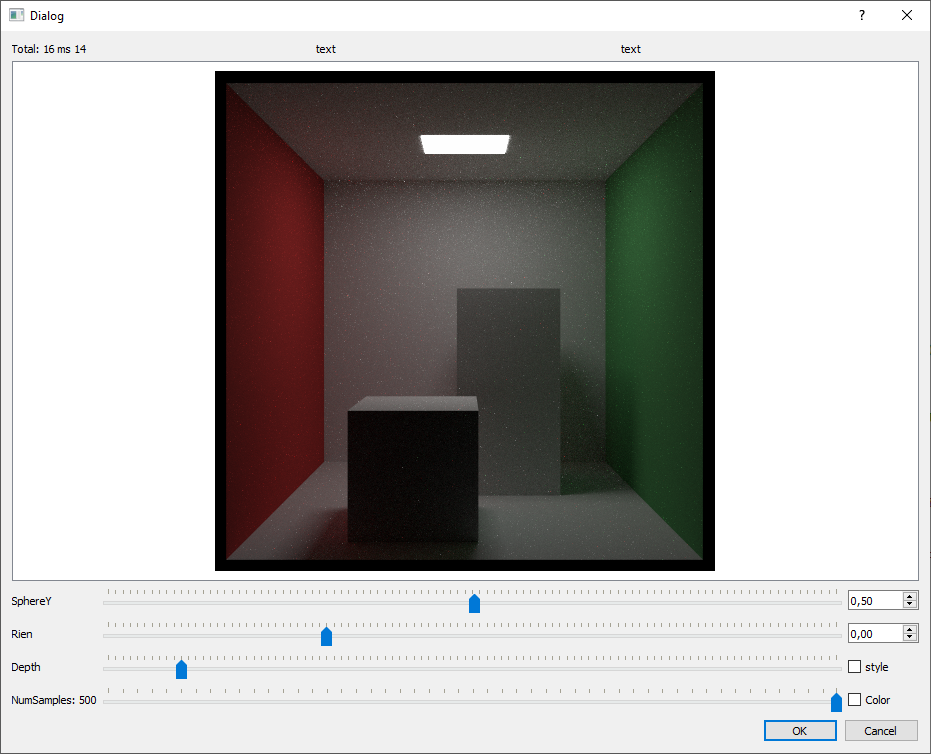 Dialog
Total: 16 ms 14 text text
SphereY 0,50
Rien 0,00
Depth style
NumSamples: 500 Color
OK Cancel